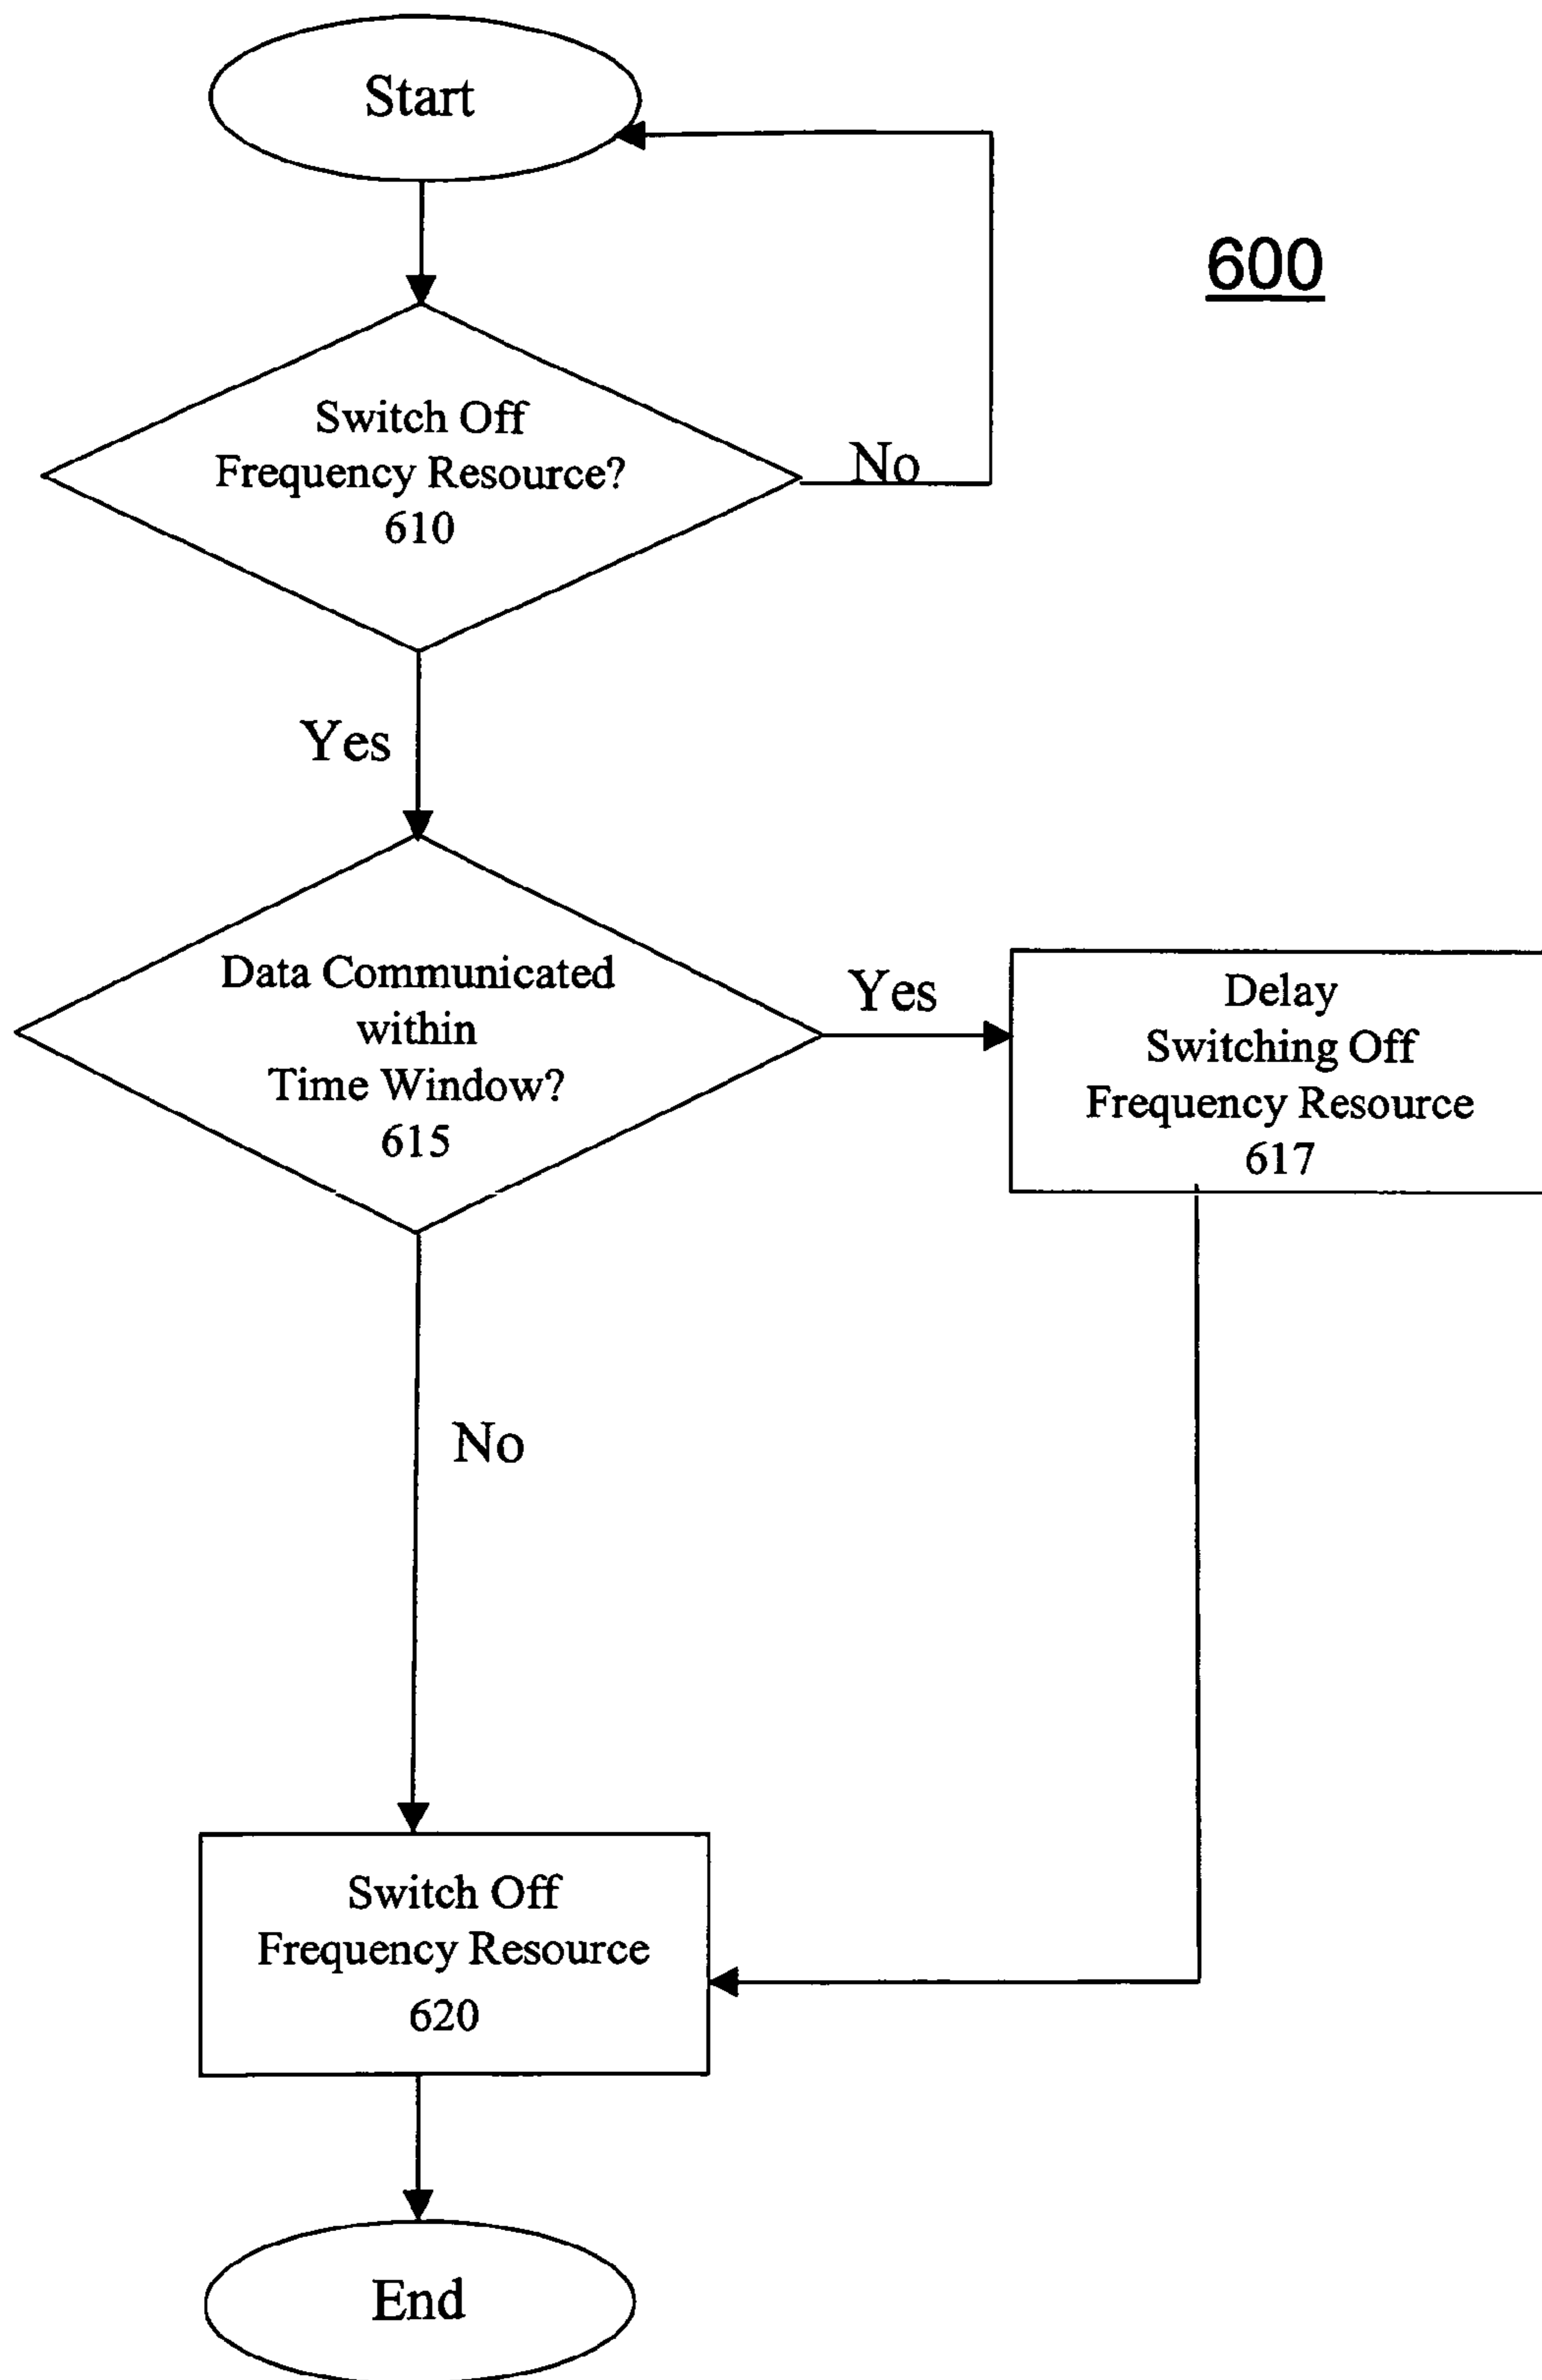 Start
600
Switch Off
Frequency Resource?
610
No
Yes
Data Communicated
within
Time Window?
615
Yes
Delay
Switching Off
Frequency Resource
617
No
Switch Off
Frequency Resource
620
End